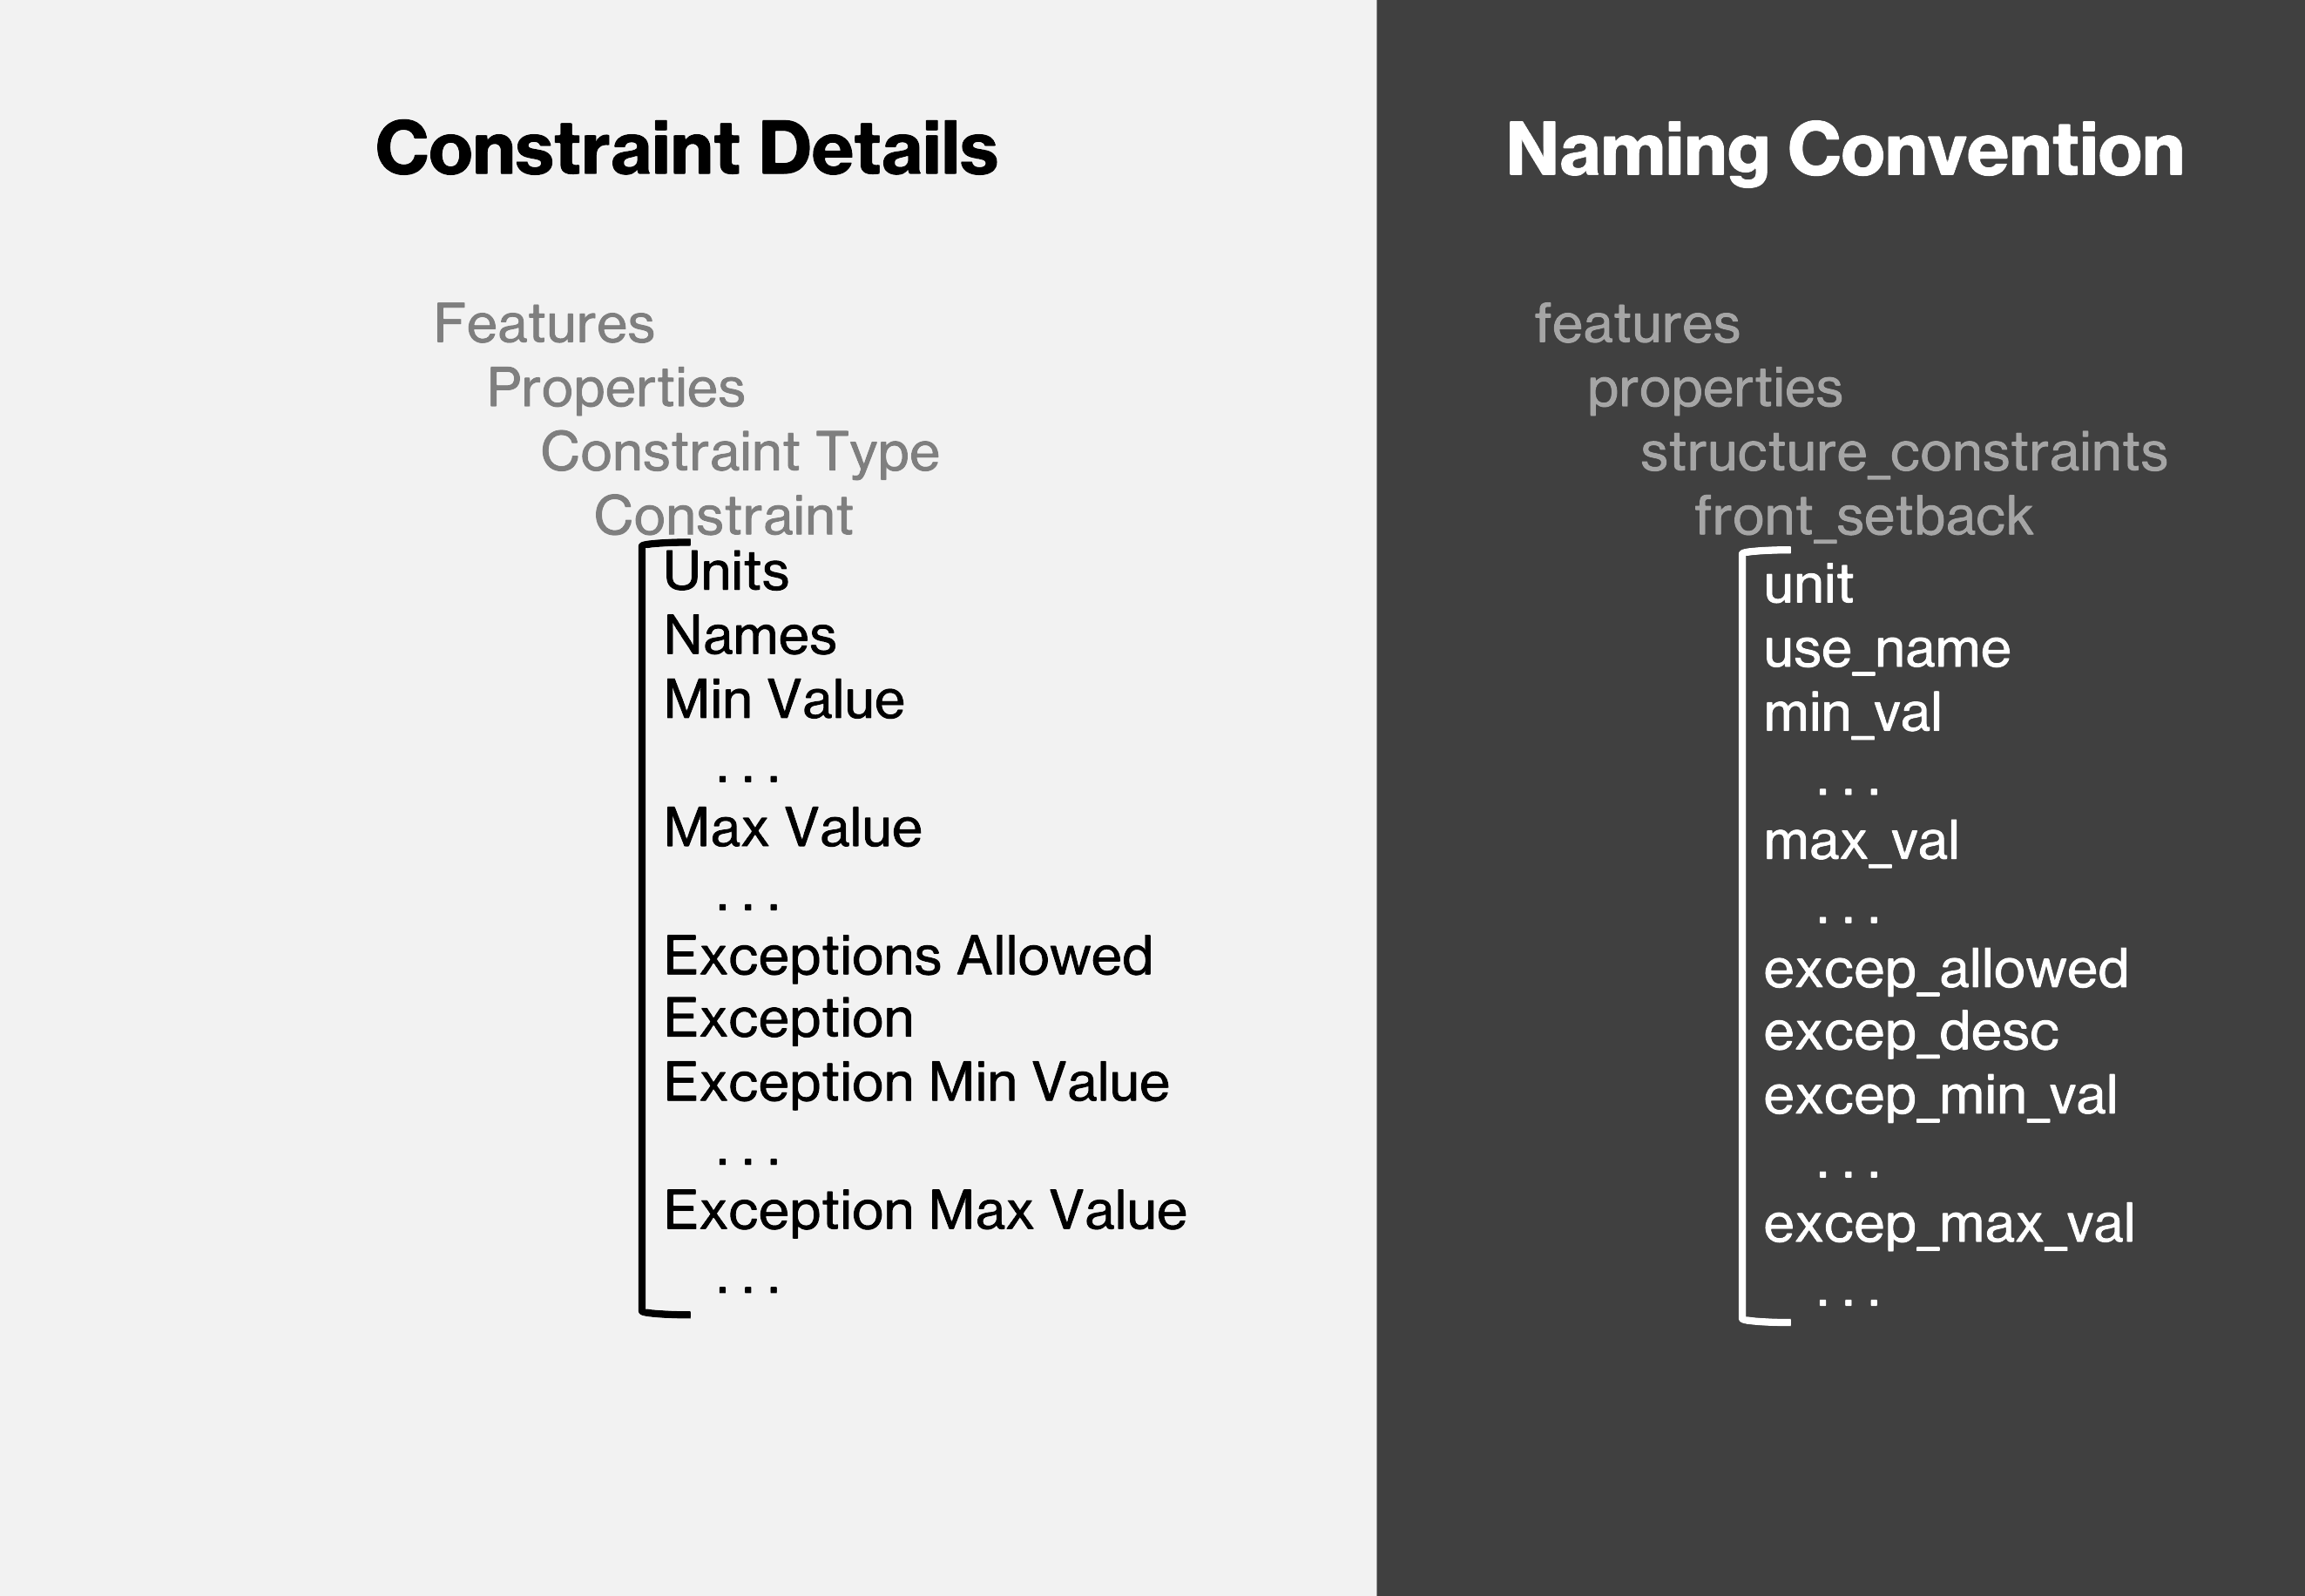 Constraint Details
Features
Properties
Constraint Type
Constraint
Units
Names
Min Value
...
Max Value
...
Exceptions Allowed
Exception
Exception Min Value
...
Exception Max Value
...
Naming Convention
features
properties
structure_constraints
front_setback
unit
use_name
min_val
...
max_val
...
excep_allowed
excep_desc
excep_min_val
...
excep_max_val
...